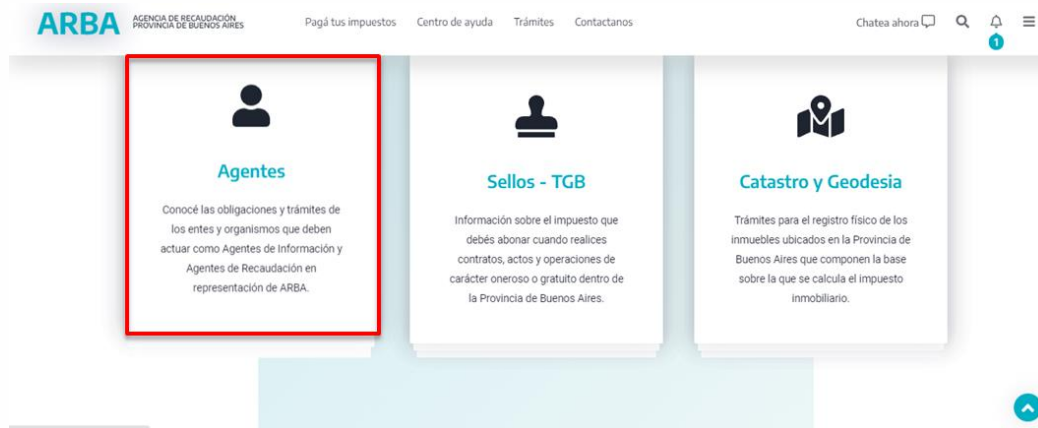 ARBA
AGENCIA DE RECAUDACIÓN
PROVINCIA DE BUENOS AIRES
Pagá tus impuestos
Centro de ayuda
Trámites
Contactanos
Chatea ahora
1
Agentes
Conocé las obligaciones y trámites de
los entes y organismos que deben
actuar como Agentes de Información y
Agentes de Recaudación en
representación de ARBA.
Sellos - TGB
Información sobre el impuesto que
debés abonar cuando realices
contratos, actos y operaciones de
carácter oneroso o gratuito dentro de
la Provincia de Buenos Aires.
Catastro y Geodesia
Trámites para el registro físico de los
inmuebles ubicados en la Provincia de
Buenos Aires que componen la base
sobre la que se calcula el impuesto
inmobiliario.